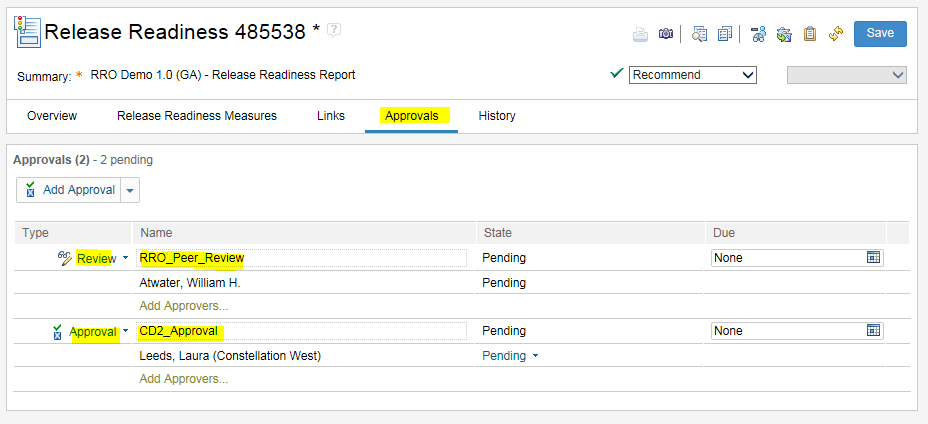 Release Readiness 485538 * ?
Save
Summary: * RRO Demo 1.0 (GA) - Release Readiness Report
Recommend
Overview Release Readiness Measures Links Approvals History
Approvals (2) - 2 pending
Add Approval
Type Name State Due
Review RRO_Peer_Review Pending None
Atwater, William H. Pending
Add Approvers...
Approval CD2_Approval Pending None
Leeds, Laura (Constellation West) Pending
Add Approvers...